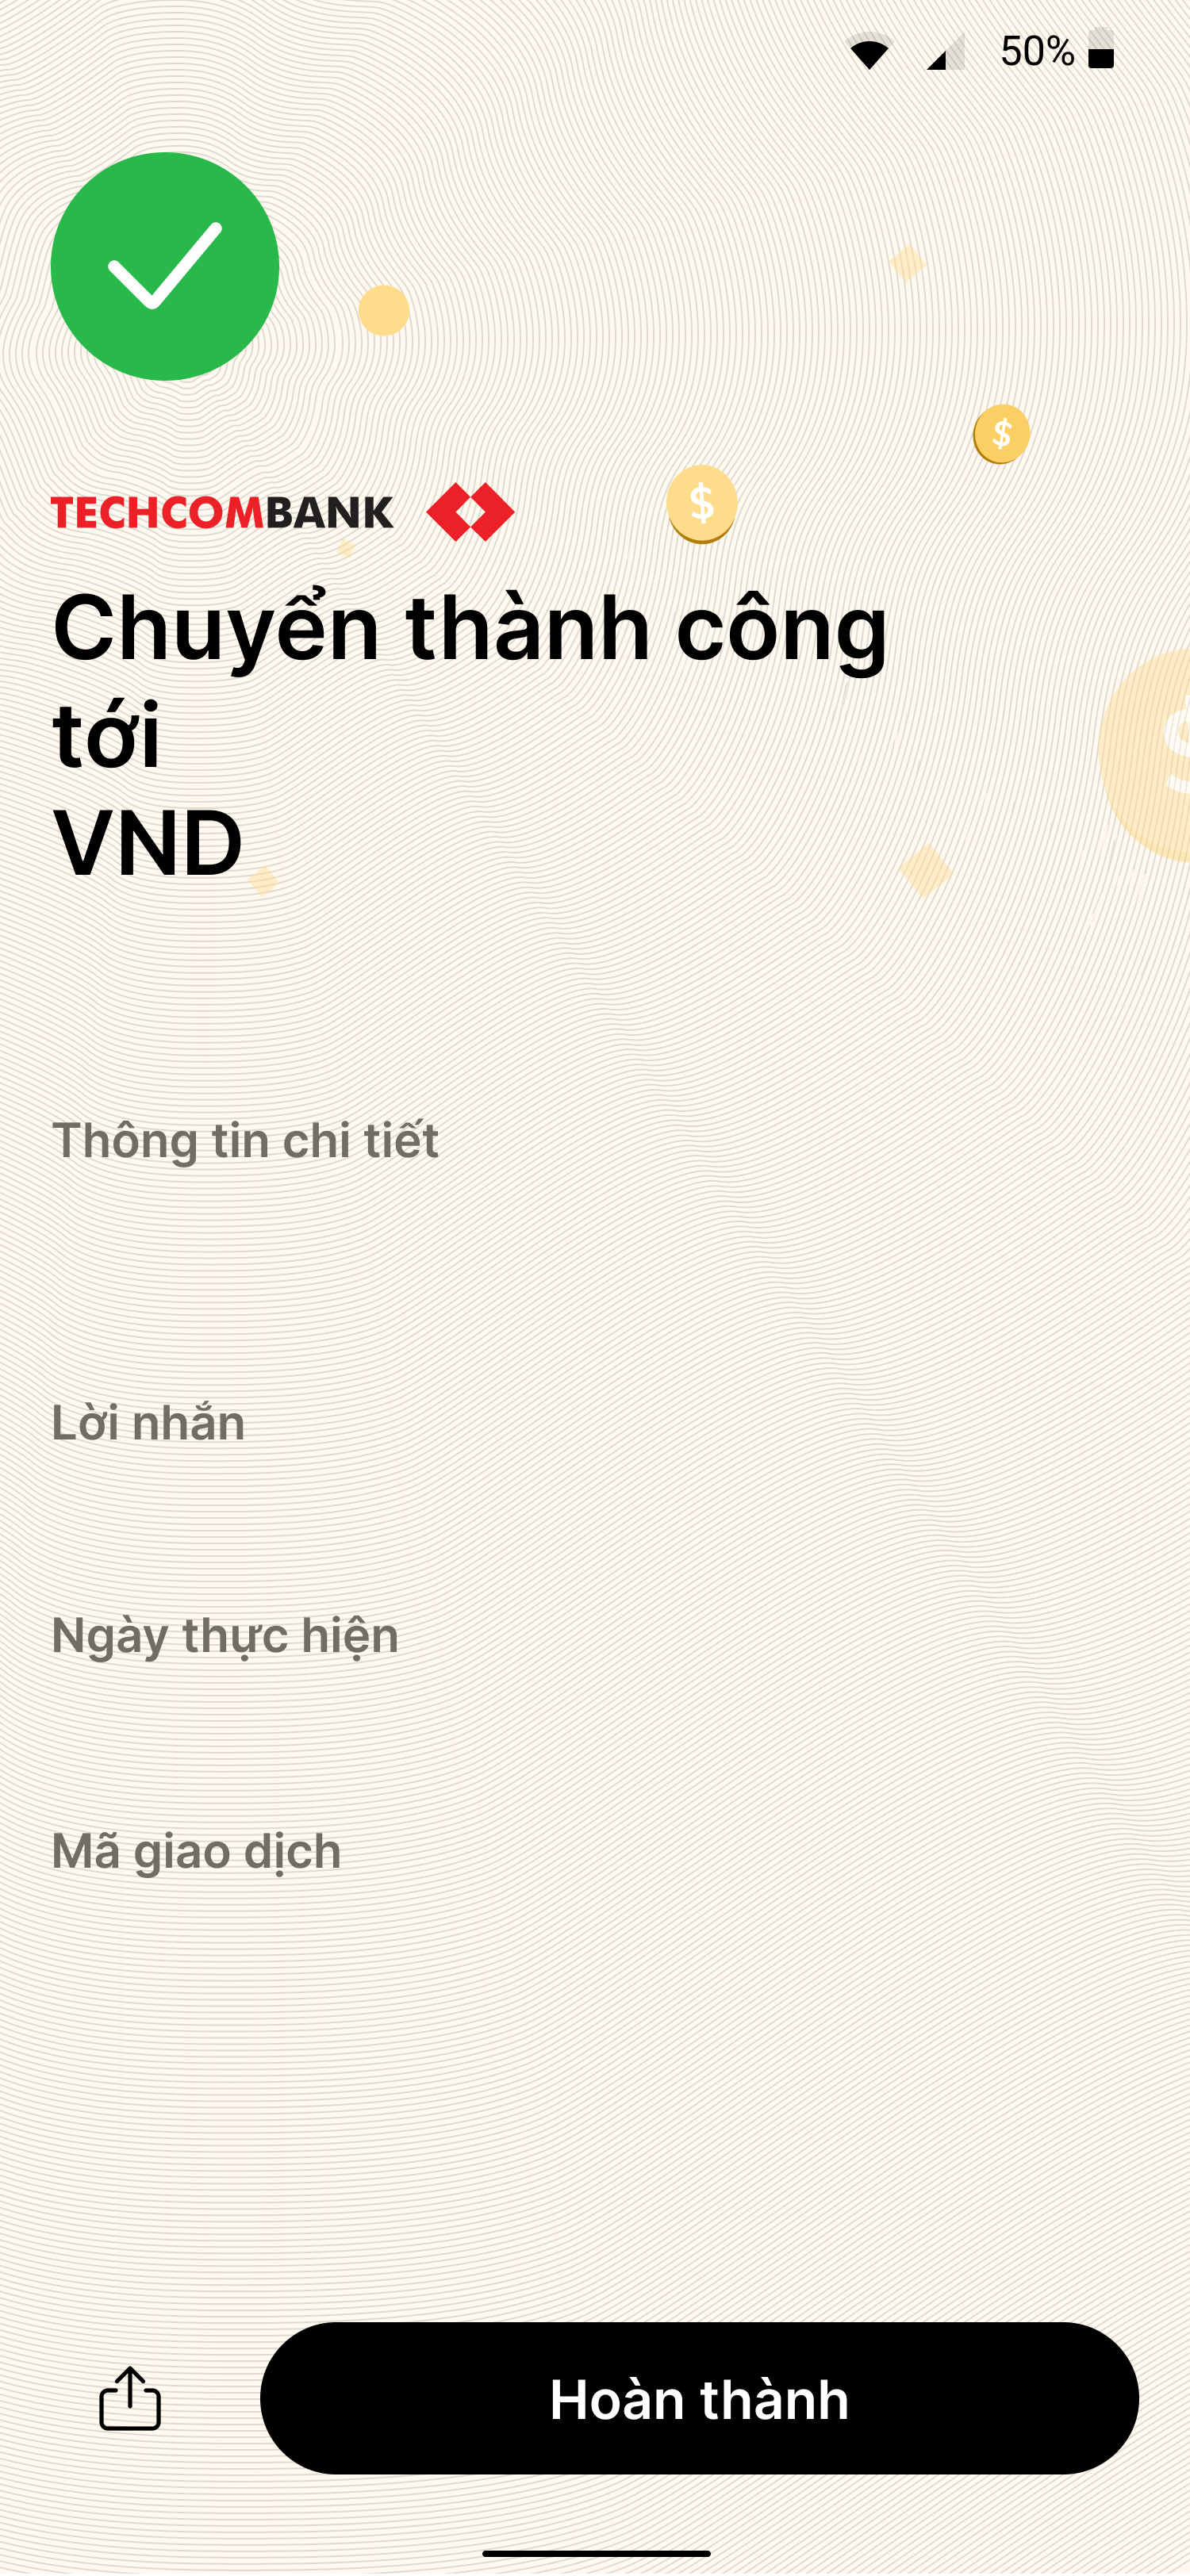 50%
TECHCOMBANK
$
$
Chuyển thành công
tới
$
VND
Thông tin chi tiết
Lời nhắn
Ngày thực hiện
Mã giao dịch
Hoàn thành